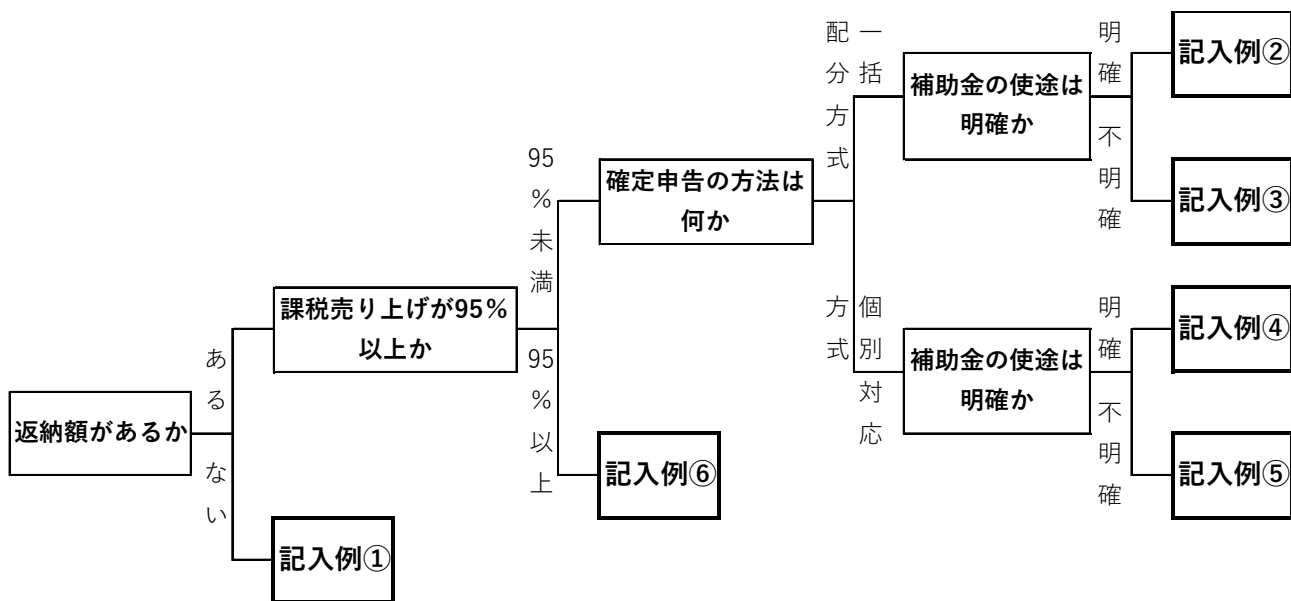 返納額があるか
ある
ない
課税売り上げが95%
以上か
記入例①
95%未満
95%以上
確定申告の方法は
何か
記入例⑥
一括
配分方式
個別対応
方式
補助金の使途は
明確か
明確
不明確
記入例②
記入例③
補助金の使途は
明確か
明確
不明確
記入例④
記入例⑤